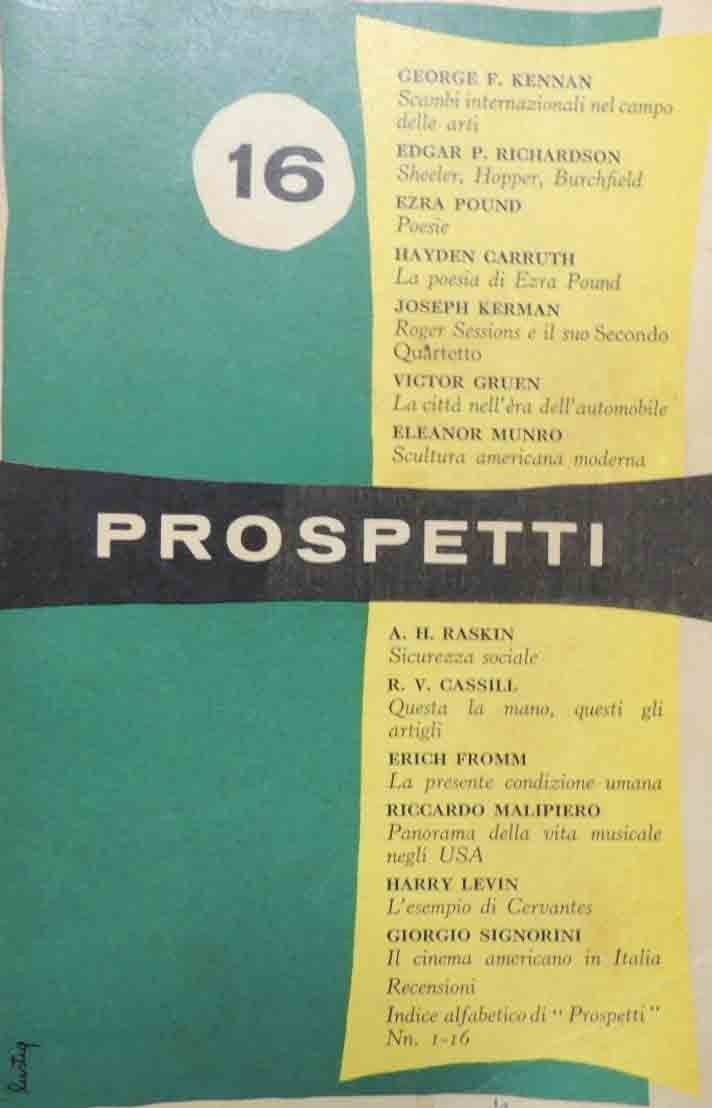 16
GEORGE F. KENNAN
Scambi internazionali nel campo
delle arti
EDGAR P. RICHARDSON
Sheeler, Hopper, Burchfield
EZRA POUND
Poesie
HAYDEN CARRUTH
La poesia di Ezra Pound
JOSEPH KERMAN
Roger Sessions e il suo Secondo
Quartetto
VICTOR GRUEN
La città nell'èra dell'automobile
ELEANOR MUNRO
Scultura americana moderna
PROSPETTI
A. H. RASKIN
Sicurezza sociale
R. V. CASSILL
Questa la mano, questi gli
artigli
ERICH FROMM
La presente condizione umana
RICCARDO MALIPIERO
Panorama della vita musicale
negli USA
HARRY LEVIN
L'esempio di Cervantes
GIORGIO SIGNORINI
Il cinema americano in Italia
Recensioni
Indice alfabetico di "Prospetti"
Nn. 1-16
lustig